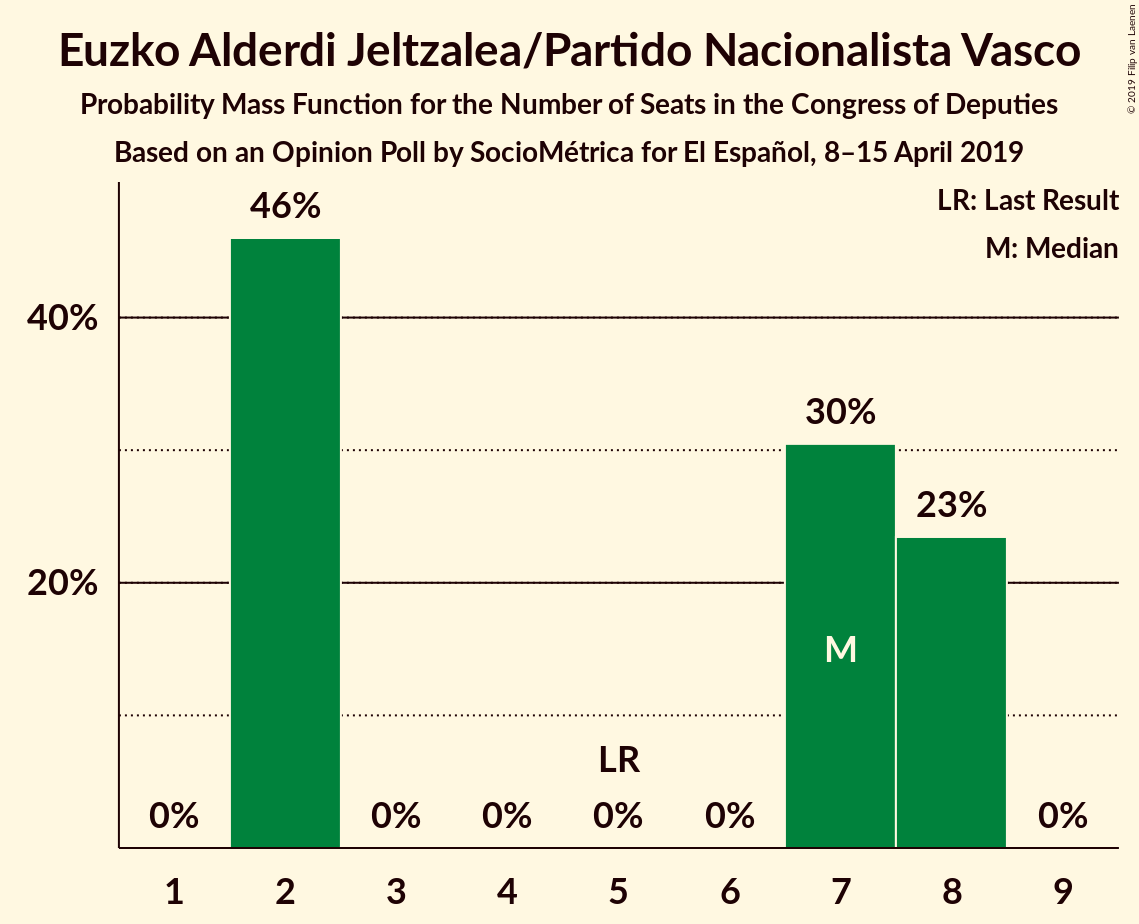 Euzko Alderdi Jeltzalea/Partido Nacionalista Vasco
Probability Mass Function for the Number of Seats in the Congress of Deputies
Based on an Opinion Poll by SocioMétrica for El Español, 8–15 April 2019
© 2019 Filip van Laenen
LR: Last Result
M: Median
46%
40%
30%
23%
20%
M
LR
0% 0% 0% 0% 0% 0%
1 2 3 4 5 6 7 8 9